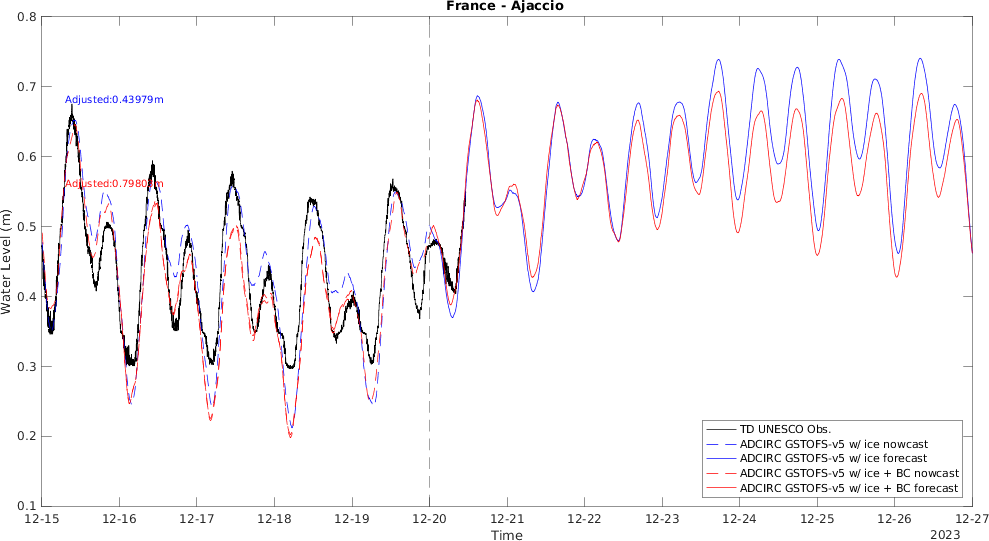 France - Ajaccio
0.8
0.7
0.6
0.5
0.4
0.3
0.2
0.1
Water Level (m)
Adjusted:0.43979m
TD UNESCO Obs.
ADCIRC GSTOFS-v5 w/ ice nowcast
ADCIRC GSTOFS-v5 w/ ice forecast
ADCIRC GSTOFS-v5 w/ ice + BC nowcast
ADCIRC GSTOFS-v5 w/ ice + BC forecast
12-15 12-16 12-17 12-18 12-19 12-20 12-21 12-22 12-23 12-24 12-25 12-26 12-27
Time
2023